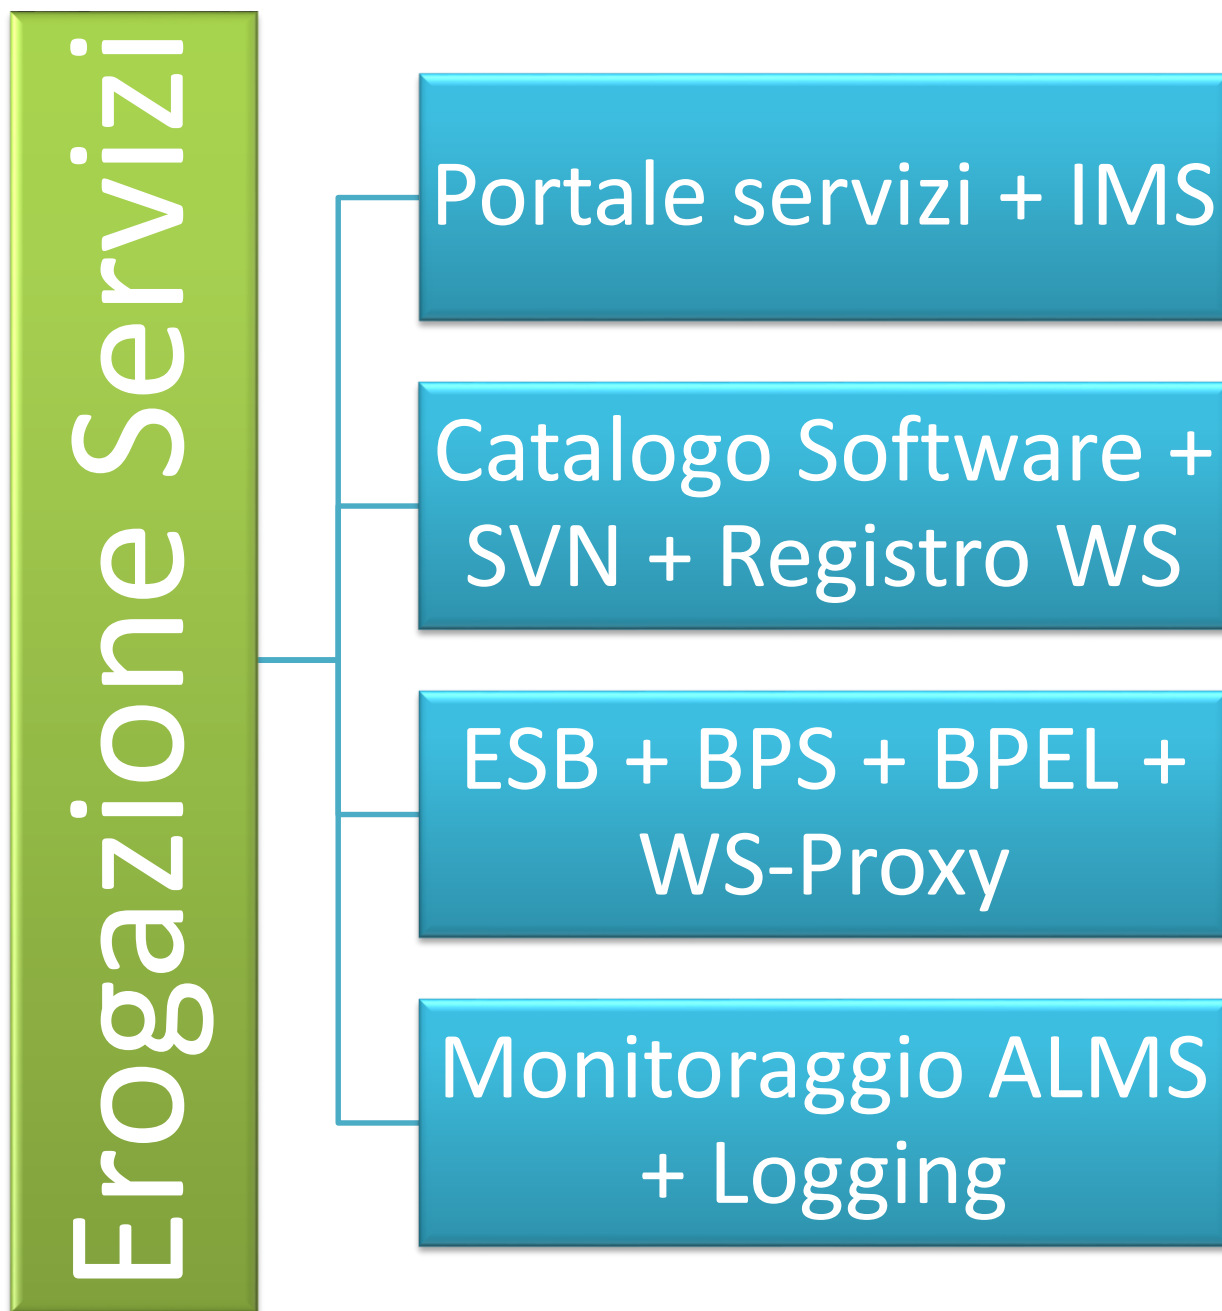 Erogazione Servizi
Portale servizi + IMS
Catalogo Software +
SVN + Registro WS
ESB + BPS + BPEL +
WS-Proxy
Monitoraggio ALMS
+ Logging